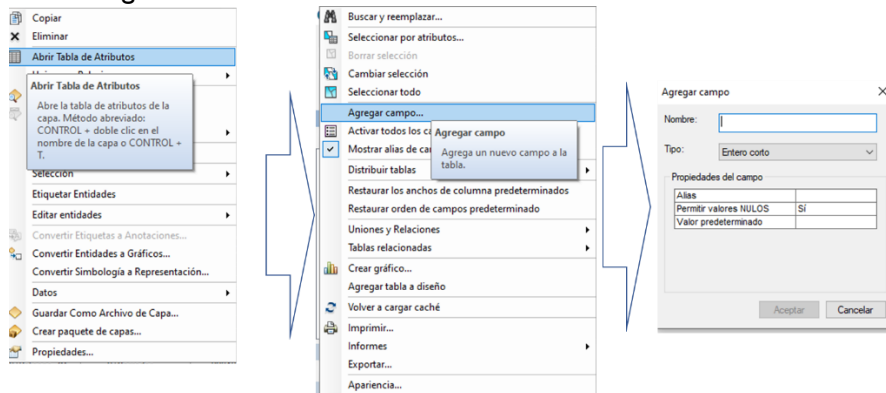 Copiar
Eliminar
Abrir Tabla de Atributos
Abrir Tabla de Atributos
Abre la tabla de atributos de la
capa. Método abreviado:
CONTROL + doble clic en el
nombre de la capa o CONTROL +
T.
Selección
Etiquetar Entidades
Editar entidades
Convertir Etiquetas a Anotaciones...
Convertir Entidades a Gráficos...
Convertir Simbología a Representación...
Datos
Guardar Como Archivo de Capa...
Crear paquete de capas...
Propiedades...
Buscar y reemplazar...
Seleccionar por atributos...
Borrar selección
Cambiar selección
Seleccionar todo
Agregar campo...
Activar todos los ca
Mostrar alias de car
Agregar campo
Agrega un nuevo campo a la
tabla.
Distribuir tablas
Restaurar los anchos de columna predeterminados
Restaurar orden de campos predeterminado
Uniones y Relaciones
Tablas relacionadas
Crear gráfico...
Agregar tabla a diseño
Volver a cargar caché
Imprimir...
Informes
Exportar...
Apariencia...
Agregar campo
Nombre:
Tipo: Entero corto
Propiedades del campo
Alias
Permitir valores NULOS Sí
Valor predeterminado
Aceptar Cancelar